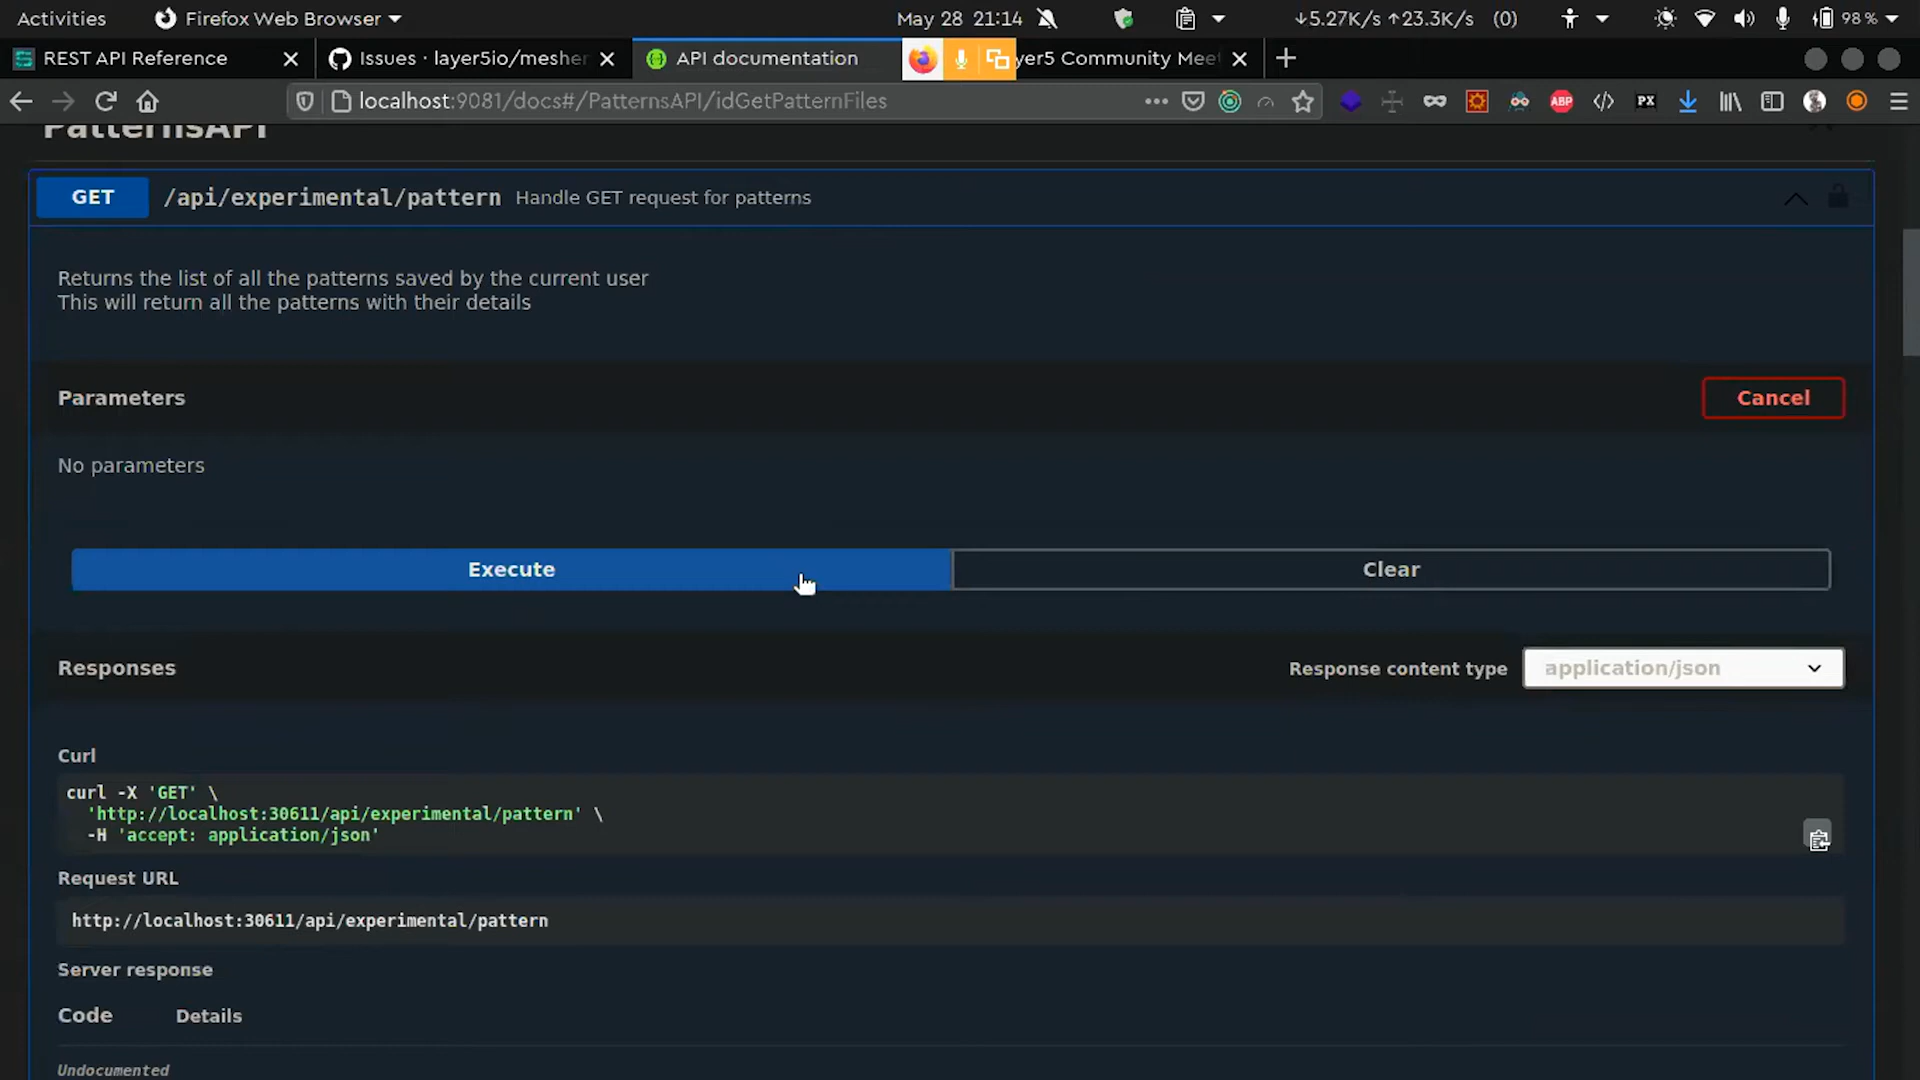 Activities Firefox Web Browser May 28 21:14 ↓5.27K/s ↑23.3K/s (0) 98 %
REST API Reference Issues · layer5io/mesher API documentation yer5 Community Meet
localhost:9081/docs#/PatternsAPI/idGetPatternFiles ABP PX
PatternsAPI
GET /api/experimental/pattern Handle GET request for patterns
Returns the list of all the patterns saved by the current user
This will return all the patterns with their details
Parameters Cancel
No parameters
Execute Clear
Responses Response content type application/json
Curl
curl -X 'GET' \
'http://localhost:30611/api/experimental/pattern' \
-H 'accept: application/json'
Request URL
http://localhost:30611/api/experimental/pattern
Server response
Code Details
Undocumented